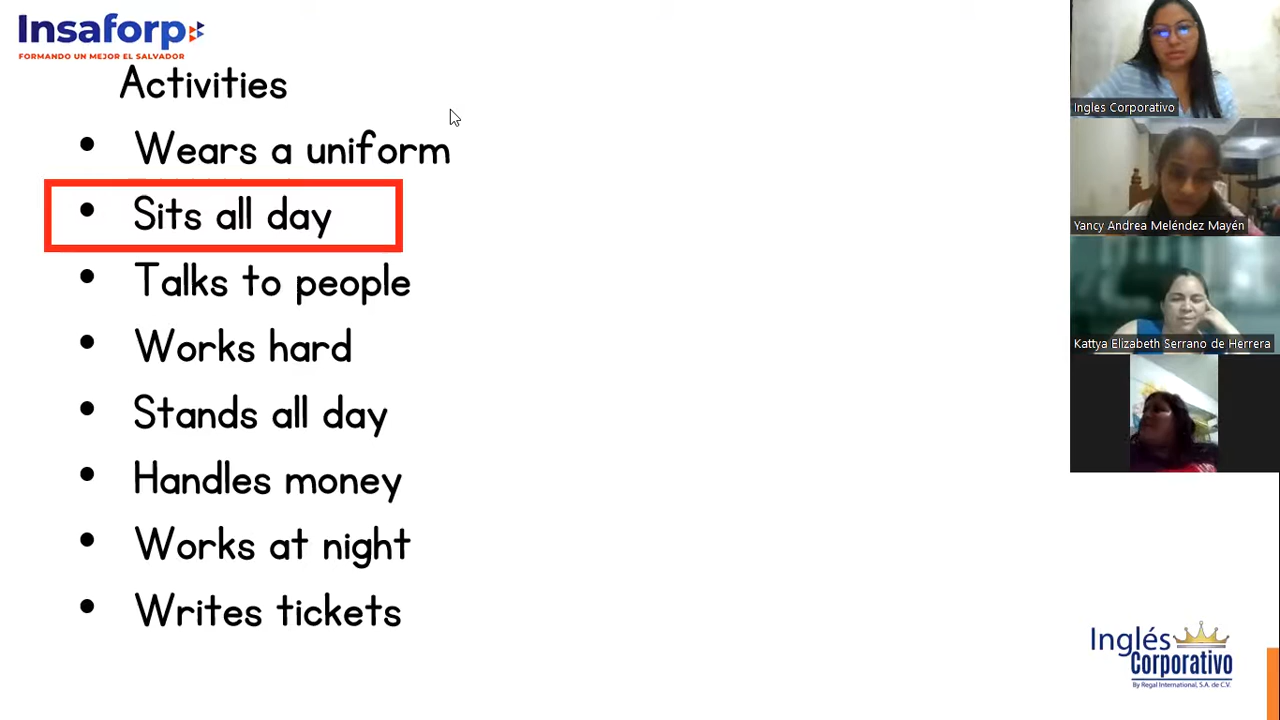 Insaforp
FORMANDO UN MEJOR EL SALVADOR
Activities
• Wears a uniform
• Sits all day
• Talks to people
• Works hard
• Stands all day
• Handles money
• Works at night
• Writes tickets
Ingles Corporativo
Yancy Andrea Meléndez Mayén
Kattya Elizabeth Serrano de Herrera
Inglés
Corporativo
By Regal International, S.A. de C.V.